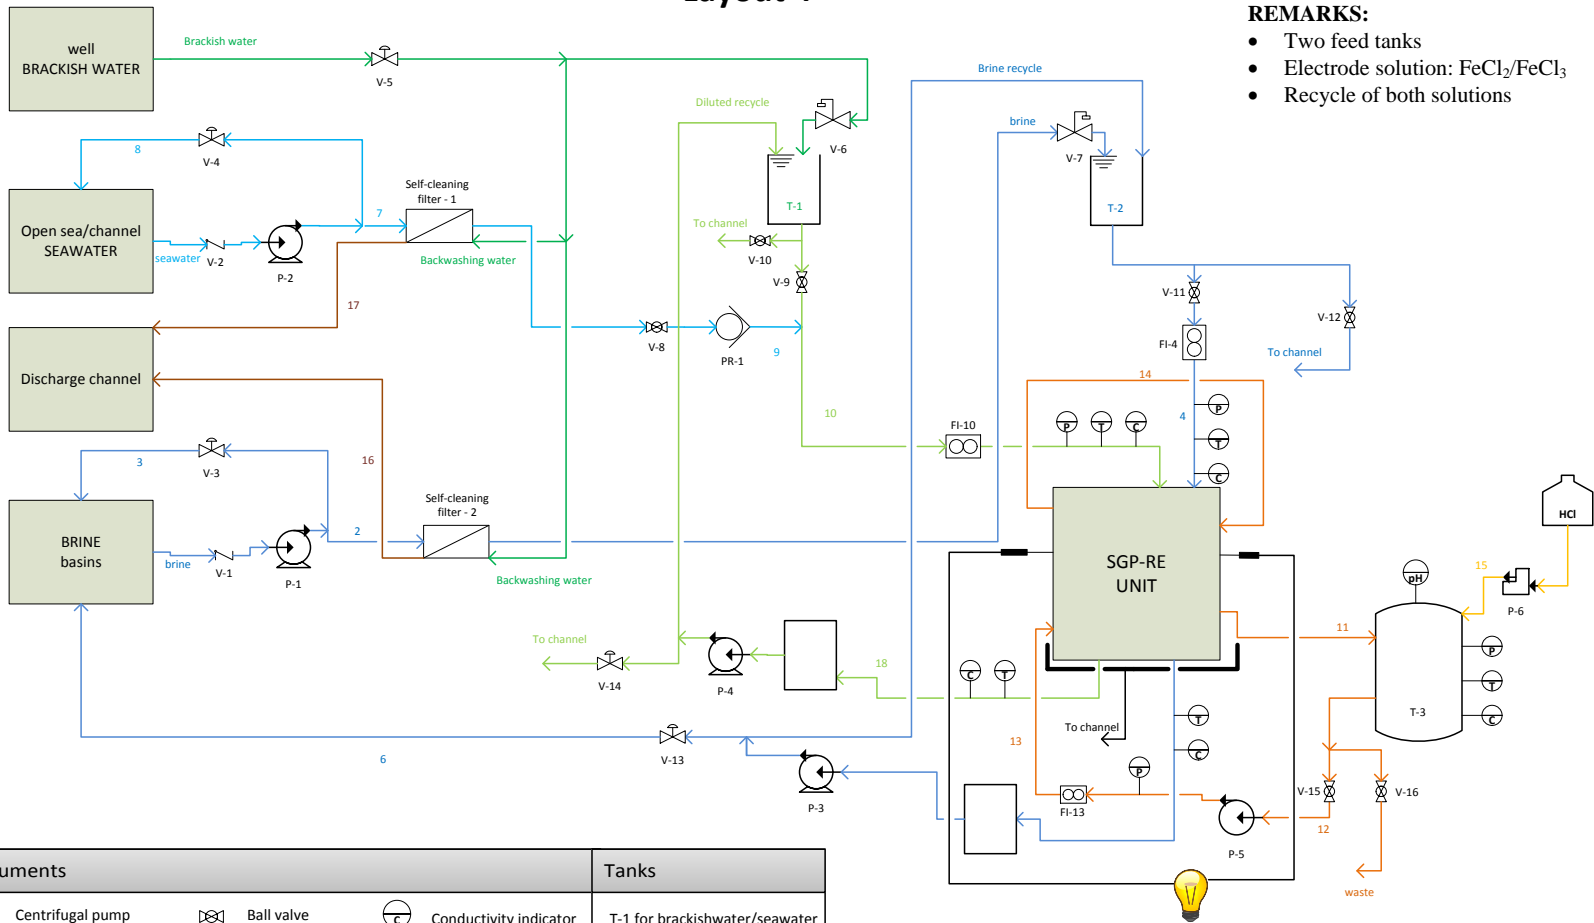 Layout 4
REMARKS:
• Two feed tanks
• Electrode solution: FeCl₂/FeCl₃
• Recycle of both solutions
well
BRACKISH WATER
Brackish water
V-5
Brine recycle
Diluted recycle
V-6
brine
V-7
8
V-4
Self-cleaning
filter - 1
7
T-1
T-2
Open sea/channel
SEAWATER
seawater
V-2
P-2
Backwashing water
To channel
V-10
V-9
V-11
V-12
17
V-8
PR-1
9
FI-4
To channel
Discharge channel
14
10
4
P
T
C
FI-10
P
T
C
3
V-3
16
Self-cleaning
filter - 2
2
BRINE
basins
brine
V-1
P-1
Backwashing water
SGP-RE
UNIT
HCl
pH
15
P-6
11
To channel
V-14
P-4
18
C
T
P
T
C
T-3
To channel
T
C
13
6
V-13
P-3
P
FI-13
P-5
12
V-15
V-16
waste
uments
Tanks
Centrifugal pump
Ball valve
C
Conductivity indicator
T-1 for brackishwater/seawater